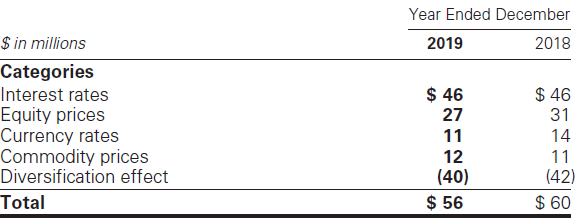 Year Ended December
$ in millions 2019 2018
Categories
Interest rates $ 46 $ 46
Equity prices 27 31
Currency rates 11 14
Commodity prices 12 11
Diversification effect (40) (42)
Total $ 56 $ 60